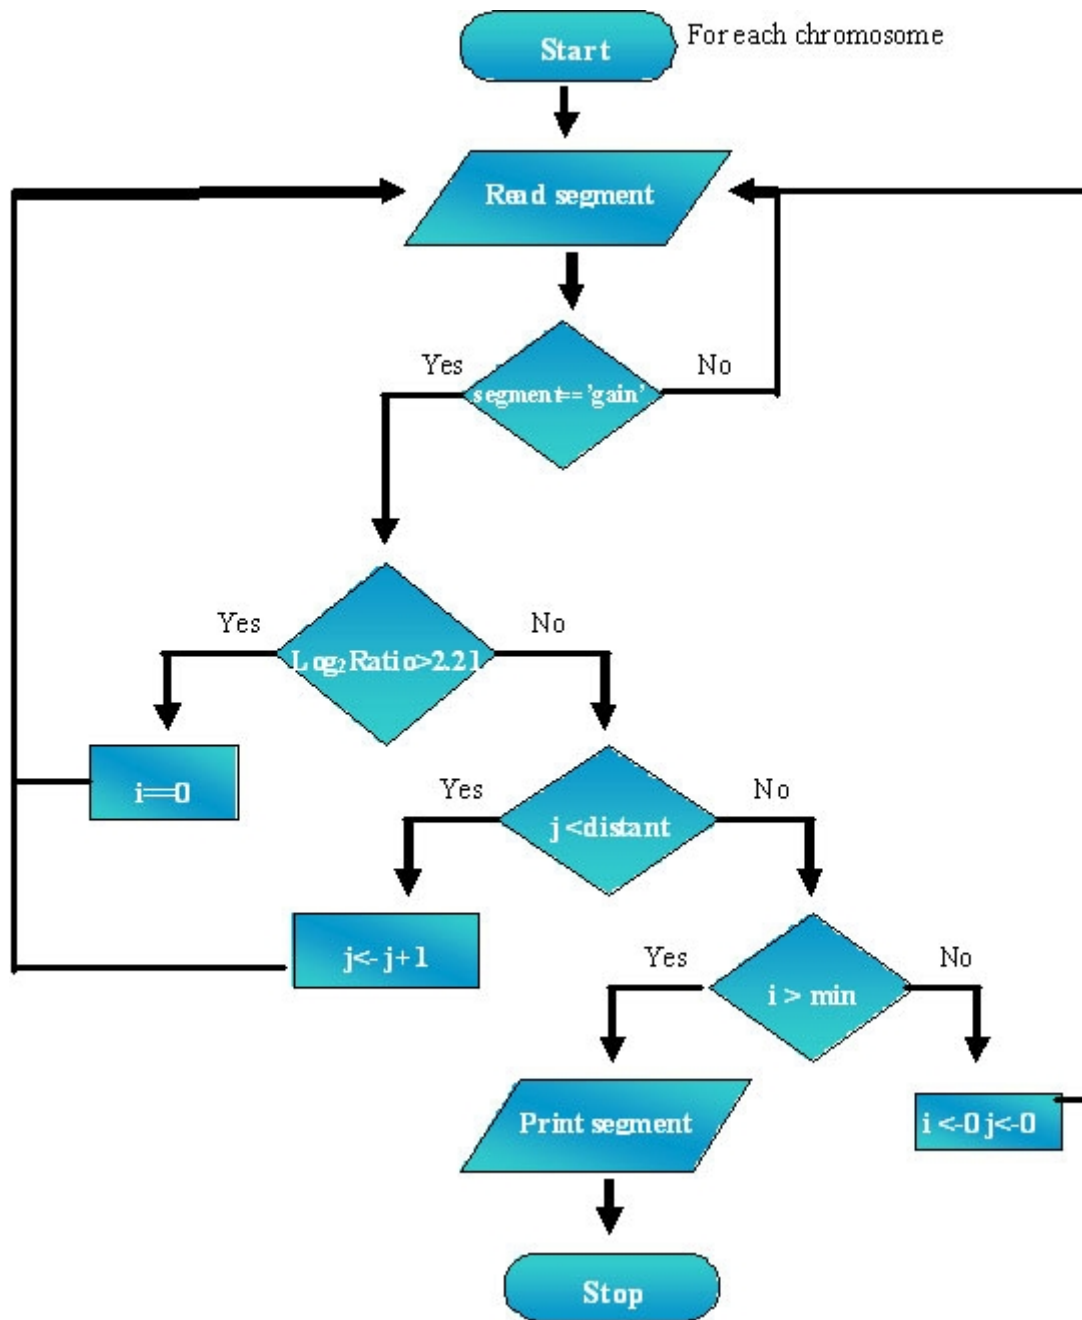 Start
For each chromosome
Read segment
Yes
No
segment=='gain'
Yes
No
Log₂Ratio>2.21
i==0
Yes
No
j <distant
j<- j+1
Yes
No
i > min
Print segment
i <-0 j<-0
Stop